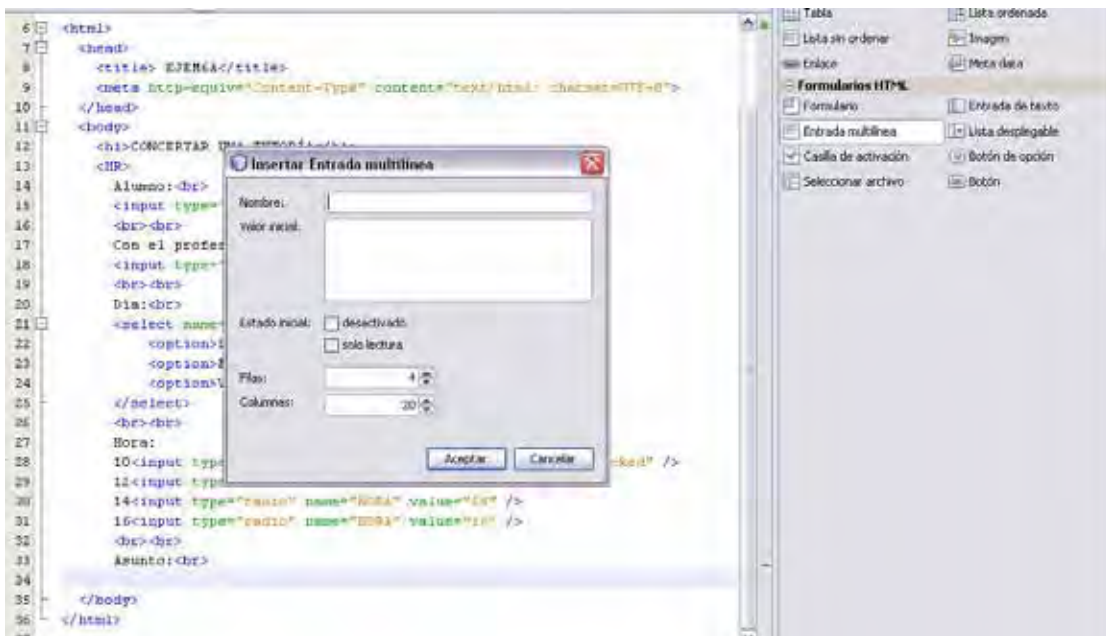 6 <html>
7 <head>
8 <title> EJEM6A</title>
9 <meta http-equiv="Content-Type" content="text/html; charset=UTF-8">
10 </head>
11 <body>
12 <h1>CONCERTAR UNA
13 <HR>
14 Alumno:<br>
15 <input type="
16 <br><br>
17 Con el profes
18 <input type="
19 <br><br>
20 Dia:<br>
21 <select name=
22 <option>
23 <option>
24 <option>V
25 </select>
26 <br><br>
27 Hora:
28 10<input type ked" />
29 12<input type
30 14<input type="radio" name="HORA" value="14" />
31 16<input type="radio" name="HORA" value="16" />
32 <br><br>
33 Asunto:<br>
34
35 </body>
36 </html>
Insertar Entrada multilínea
Nombre:
Valor inicial:
Estado inicial: desactivado
solo lectura
Filas: 4
Columnas: 20
Aceptar Cancelar
Tabla Lista ordenada
Lista sin ordenar Imagen
Enlace Meta data
Formularios HTML
Formulario Entrada de texto
Entrada multilínea Lista desplegable
Casilla de activación Botón de opción
Seleccionar archivo Botón